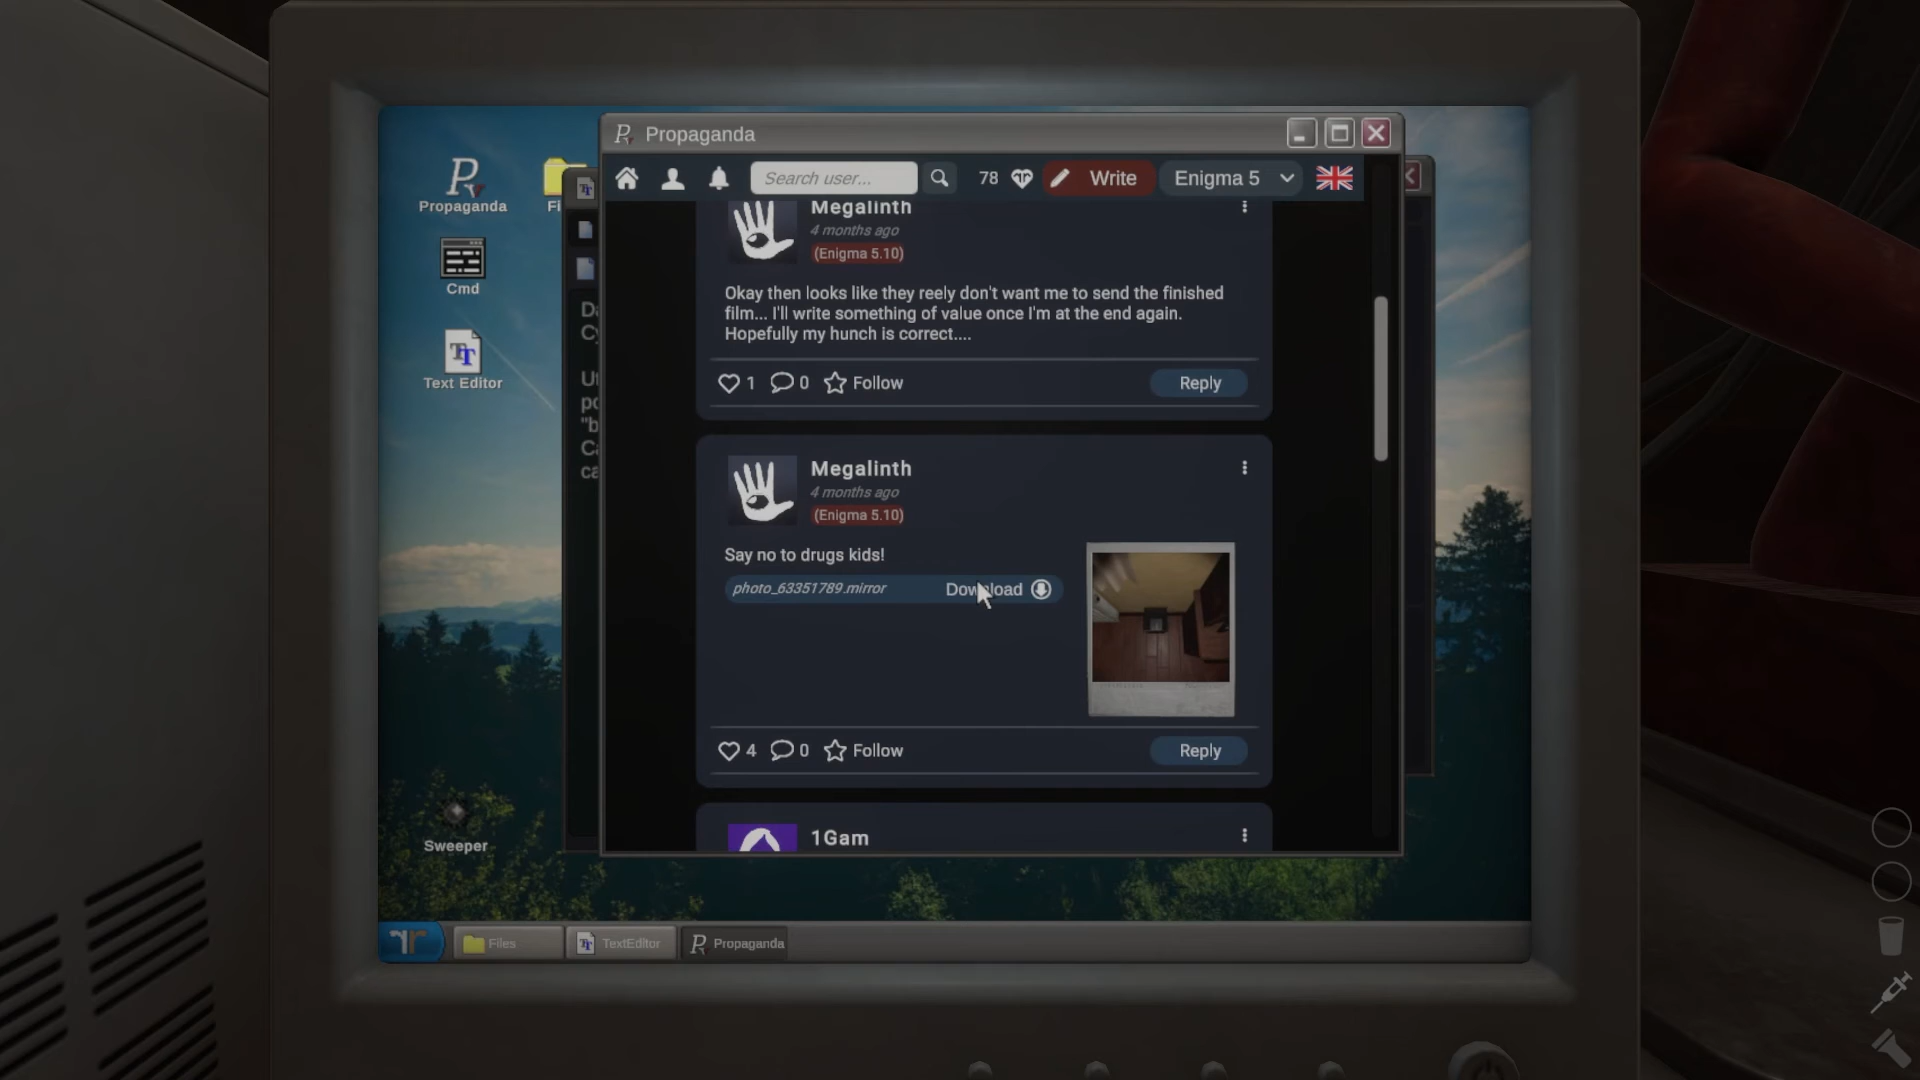 Propaganda
Search user...
78
Write
Enigma 5
Propaganda
Fi
Cmd
Text Editor
Sweeper
Megalinth
4 months ago
(Enigma 5.10)
Okay then looks like they reely don't want me to send the finished
film... I'll write something of value once I'm at the end again.
Hopefully my hunch is correct....
1
0
Follow
Reply
Megalinth
4 months ago
(Enigma 5.10)
Say no to drugs kids!
photo_63351789.mirror
Download
4
0
Follow
Reply
1Gam
Files
TextEditor
Propaganda